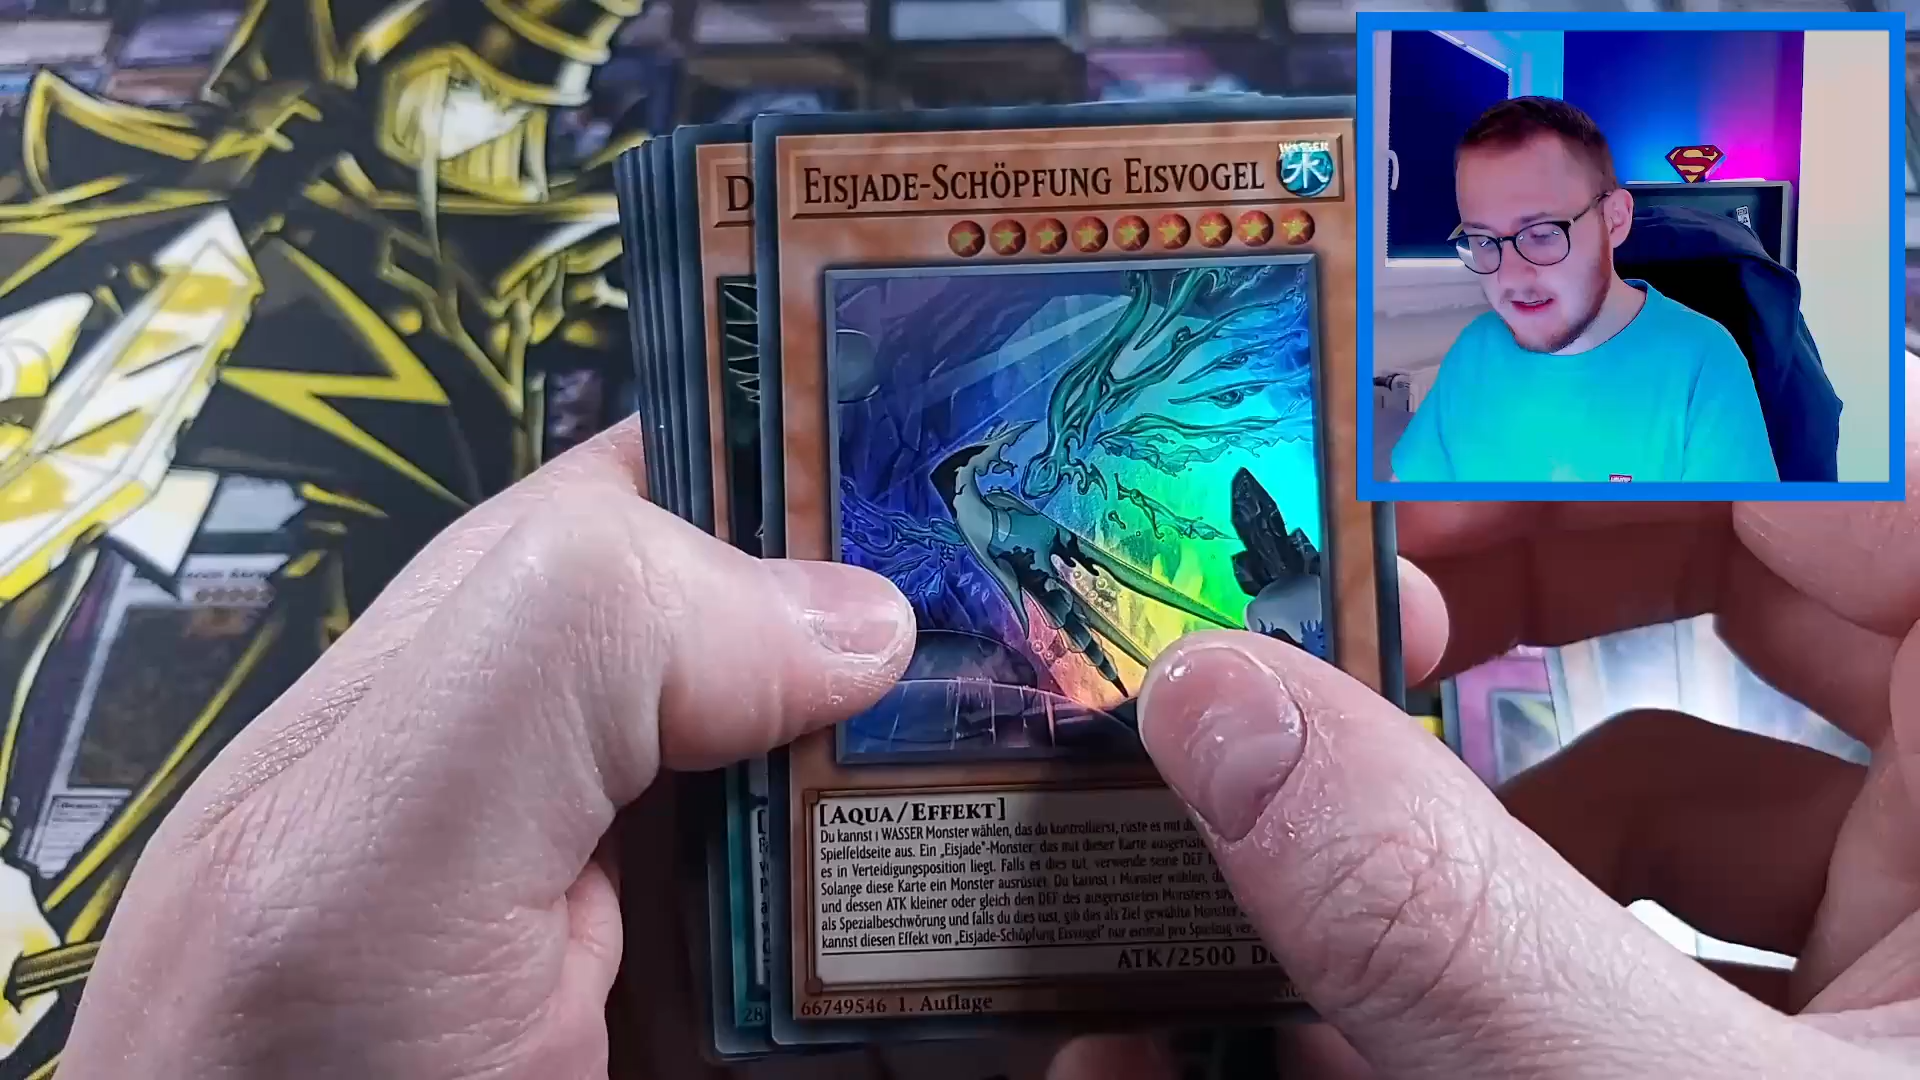 D
EISJADE-SCHÖPFUNG EISVOGEL
WASSER
水
[AQUA/EFFEKT]
Du kannst 1 WASSER Monster wählen, das du kontrollierst, rüste es mit
Spielfeldseite aus. Ein „Eisjade"-Monster, das mit dieser Karte ausgerüste
es in Verteidigungsposition liegt. Falls es dies tut, verwende seine DEF
Solange diese Karte ein Monster ausrüstet: Du kannst 1 Monster wählen,
und dessen ATK kleiner oder gleich den DEF des ausgerüsteten Monsters
als Spezialbeschwörung und falls du dies tust, gib das als Ziel gewählte Monster
kannst diesen Effekt von „Eisjade-Schöpfung Eisvogel" nur einmal pro Spielzug
ATK/2500 D
66749546 1. Auflage
28
S